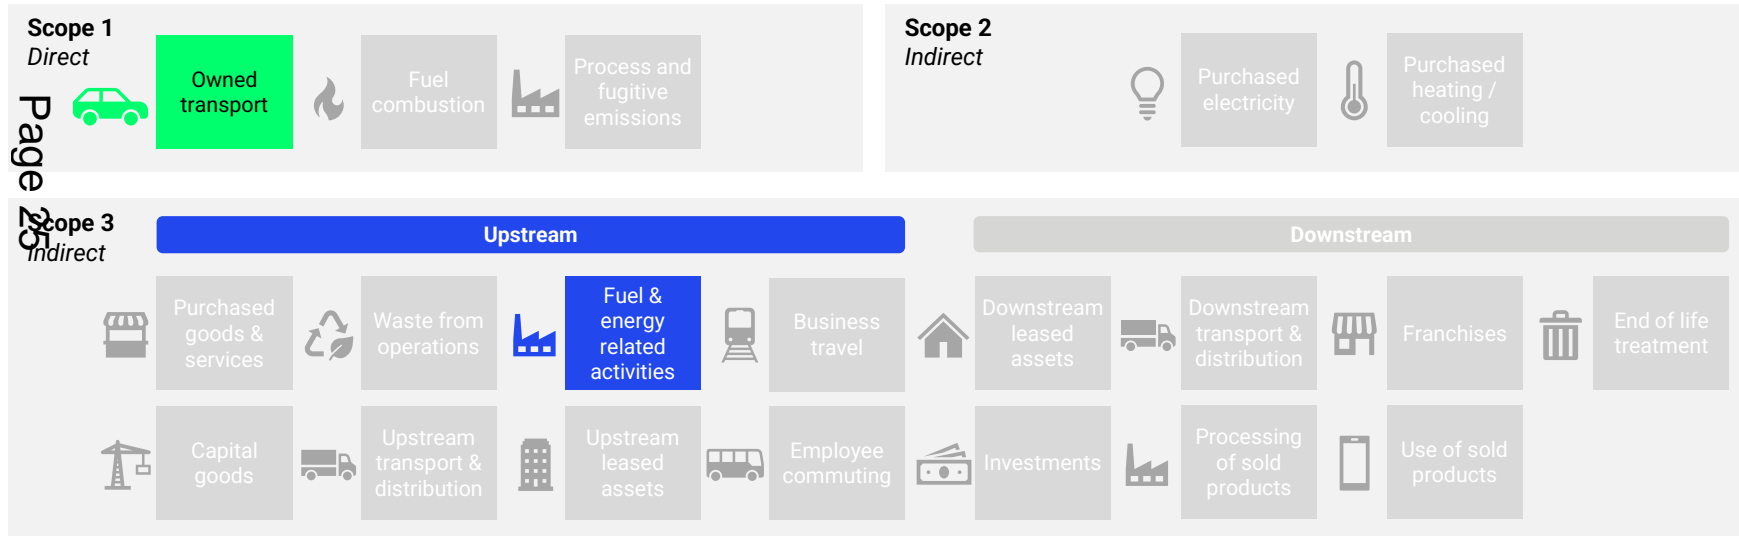 Scope 1
Direct
Owned
transport
Fuel
combustion
Process and
fugitive
emissions
Scope 2
Indirect
Purchased
electricity
Purchased
heating /
cooling
Page 25
Scope 3
Indirect
Upstream
Downstream
Purchased
goods &
services
Waste from
operations
Fuel &
energy
related
activities
Business
travel
Downstream
leased
assets
Downstream
transport &
distribution
Franchises
End of life
treatment
Capital
goods
Upstream
transport &
distribution
Upstream
leased
assets
Employee
commuting
Investments
Processing
of sold
products
Use of sold
products